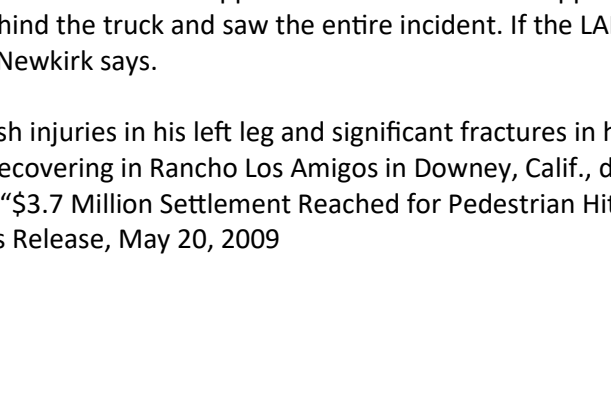 hind the truck and saw the entire incident. If the LA
Newkirk says.
sh injuries in his left leg and significant fractures in h
ecovering in Rancho Los Amigos in Downey, Calif., d
“$3.7 Million Settlement Reached for Pedestrian Hit
s Release, May 20, 2009